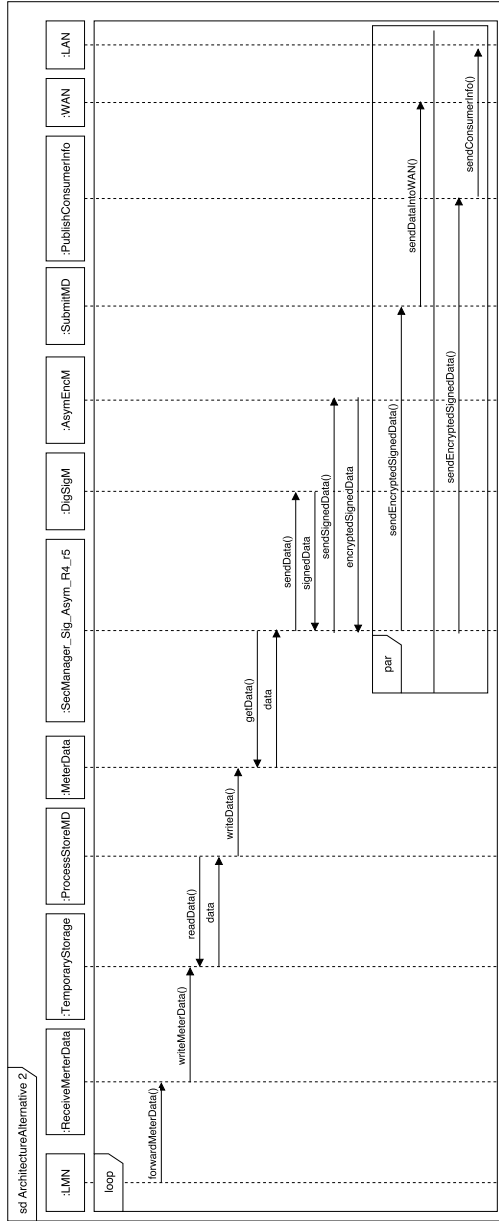 sd ArchitectureAlternative 2
:LMN
:ReceiveMerterData
:TemporaryStorage
:ProcessStoreMD
:MeterData
:SecManager_Sig_Asym_R4_r5
:DigSigM
:AsymEncM
:SubmitMD
:PublishConsumerInfo
:WAN
:LAN
loop
forwardMeterData()
writeMeterData()
readData()
data
writeData()
getData()
data
sendData()
signedData
sendSignedData()
encryptedSignedData
par
sendEncryptedSignedData()
sendDataIntoWAN()
sendEncryptedSignedData()
sendConsumerInfo()